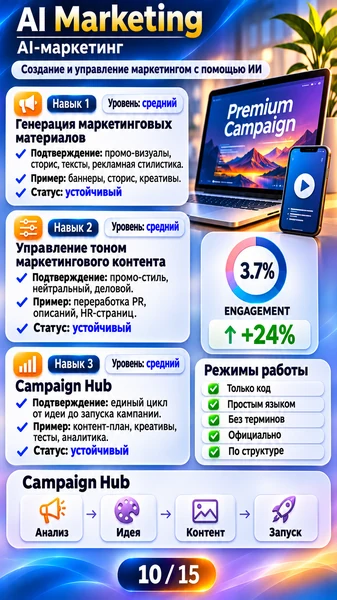 AI Marketing
AI-маркетинг
Создание и управление маркетингом с помощью ИИ
Навык 1
Уровень: средний
Генерация маркетинговых
материалов
Подтверждение: промо-визуалы,
сторис, тексты, рекламная стилистика.
Пример: баннеры, сторис, креативы.
Статус: устойчивый
Premium
Campaign
Навык 2
Уровень: средний
Управление тоном
маркетингового контента
Подтверждение: промо-стиль,
нейтральный, деловой.
Пример: переработка PR,
описаний, HR-страниц.
Статус: устойчивый
3.7%
ENGAGEMENT
↑ +24%
Навык 3
Уровень: средний
Campaign Hub
Подтверждение: единый цикл
от идеи до запуска кампании.
Пример: контент-план, креативы,
тесты, аналитика.
Статус: устойчивый
Режимы работы
Только код
Простым языком
Без терминов
Официально
По структуре
Campaign Hub
Анализ
Идея
Контент
Запуск
10 / 15